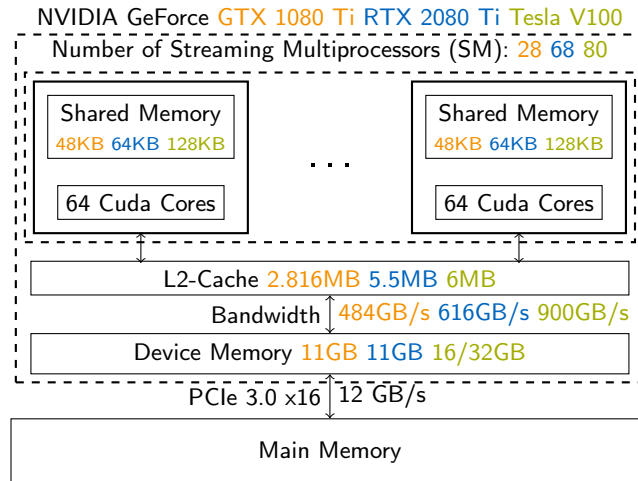 NVIDIA GeForce GTX 1080 Ti RTX 2080 Ti Tesla V100
Number of Streaming Multiprocessors (SM): 28 68 80
Shared Memory
48KB 64KB 128KB
64 Cuda Cores
. . .
Shared Memory
48KB 64KB 128KB
64 Cuda Cores
L2-Cache 2.816MB 5.5MB 6MB
Bandwidth 484GB/s 616GB/s 900GB/s
Device Memory 11GB 11GB 16/32GB
PCIe 3.0 x16 12 GB/s
Main Memory